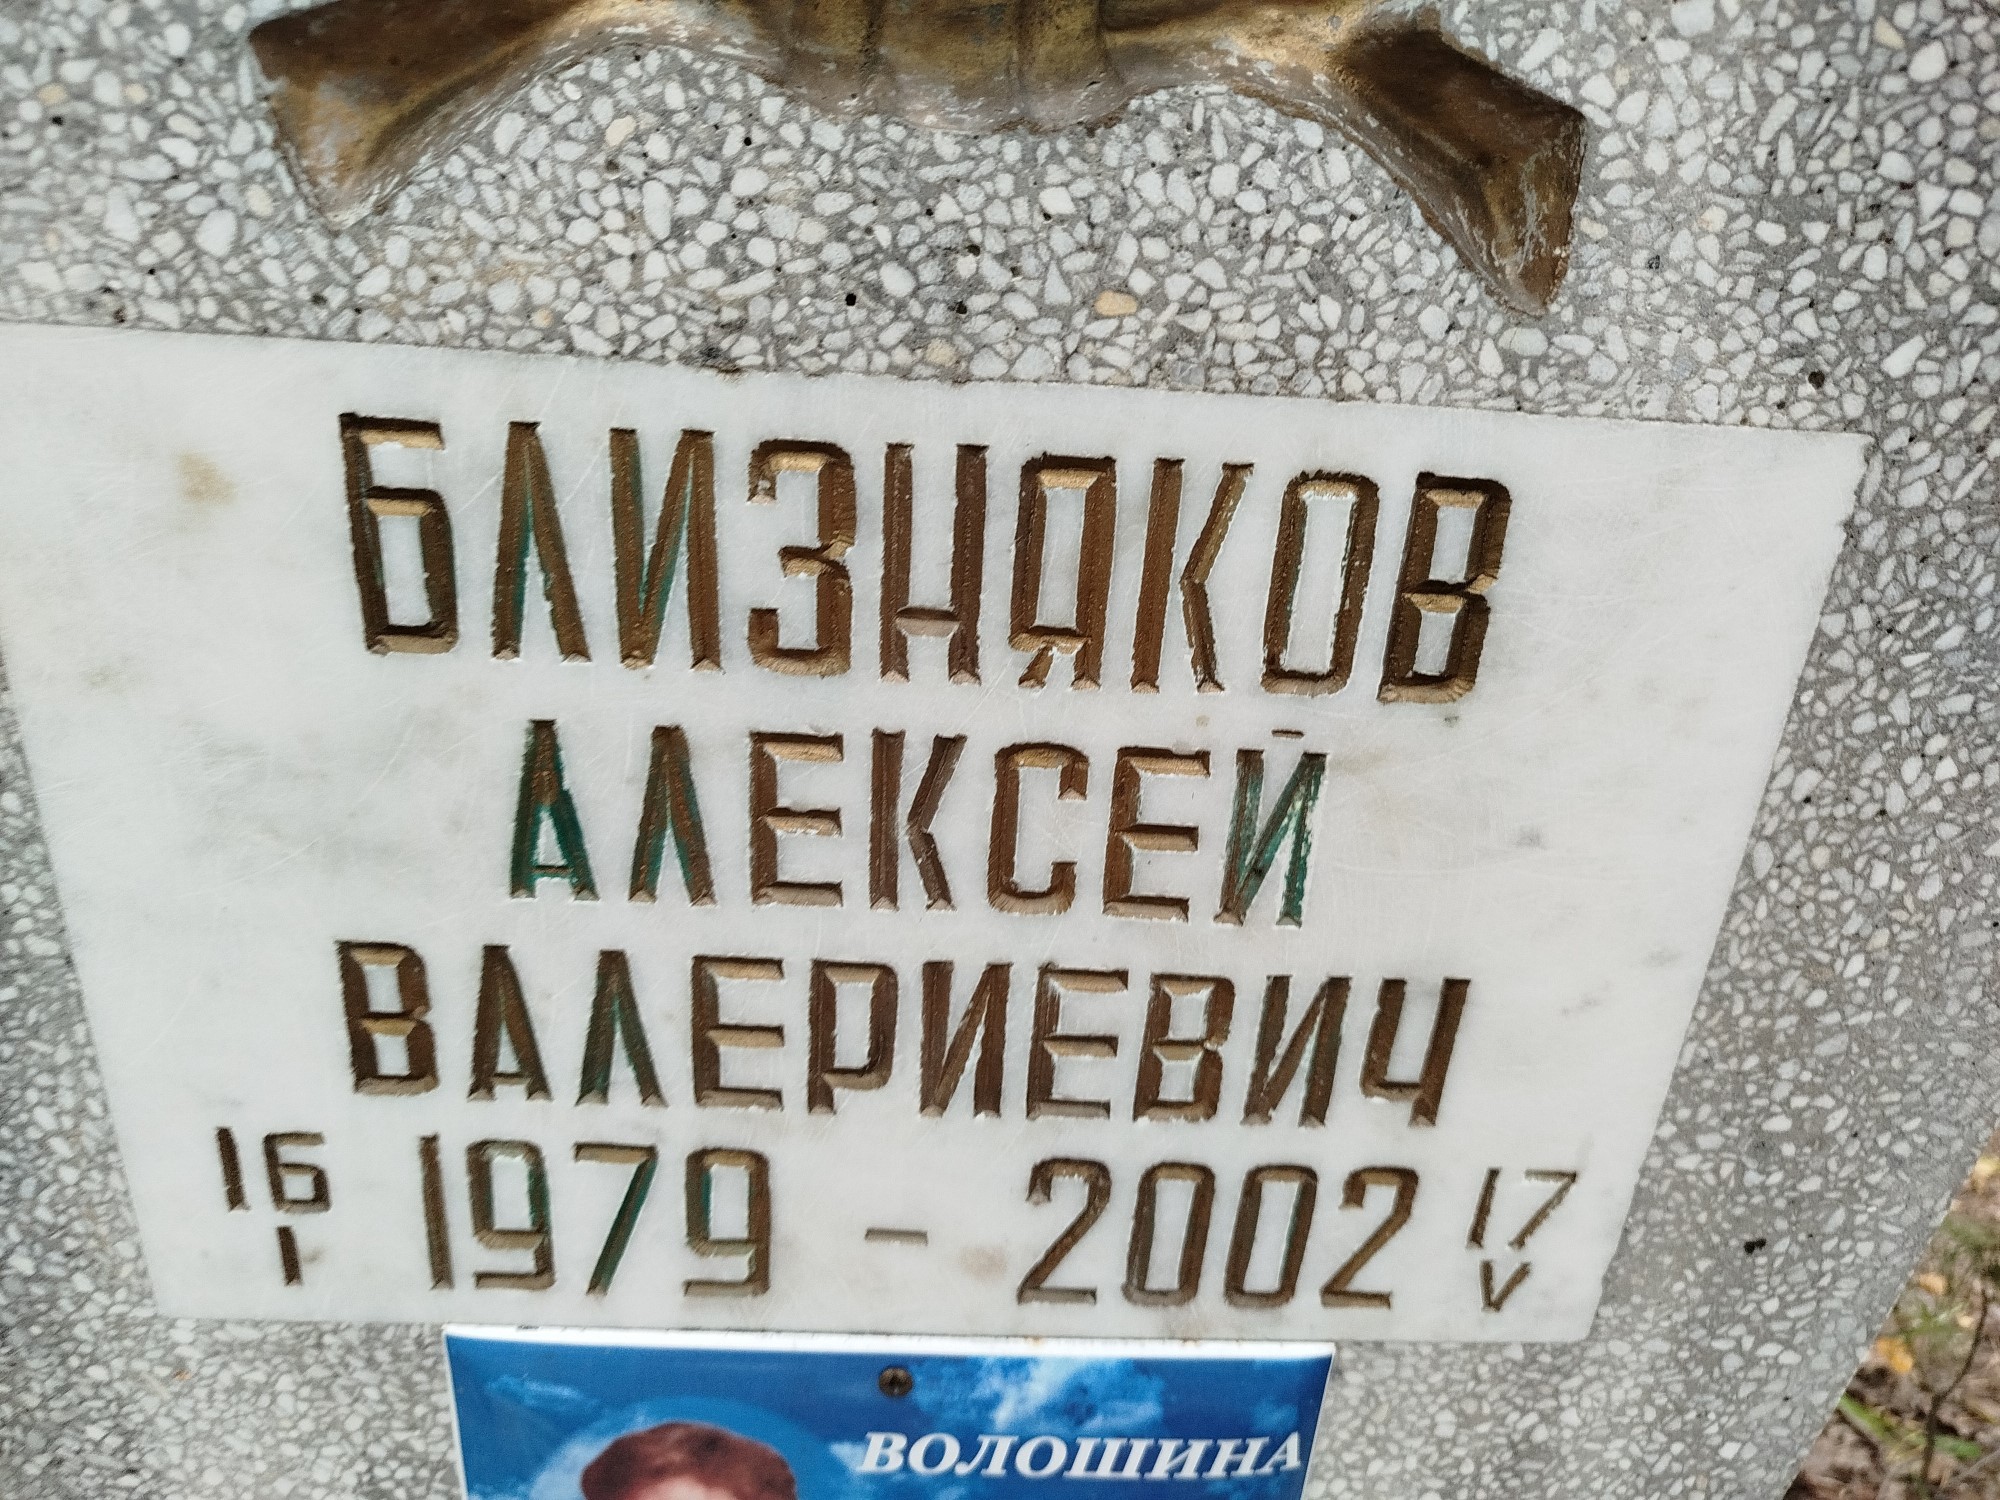 БЛИЗНЯКОВ
АЛЕКСЕЙ
ВАЛЕРИЕВИЧ
16/I 1979 - 2002 17/V
ВОЛОШИНА